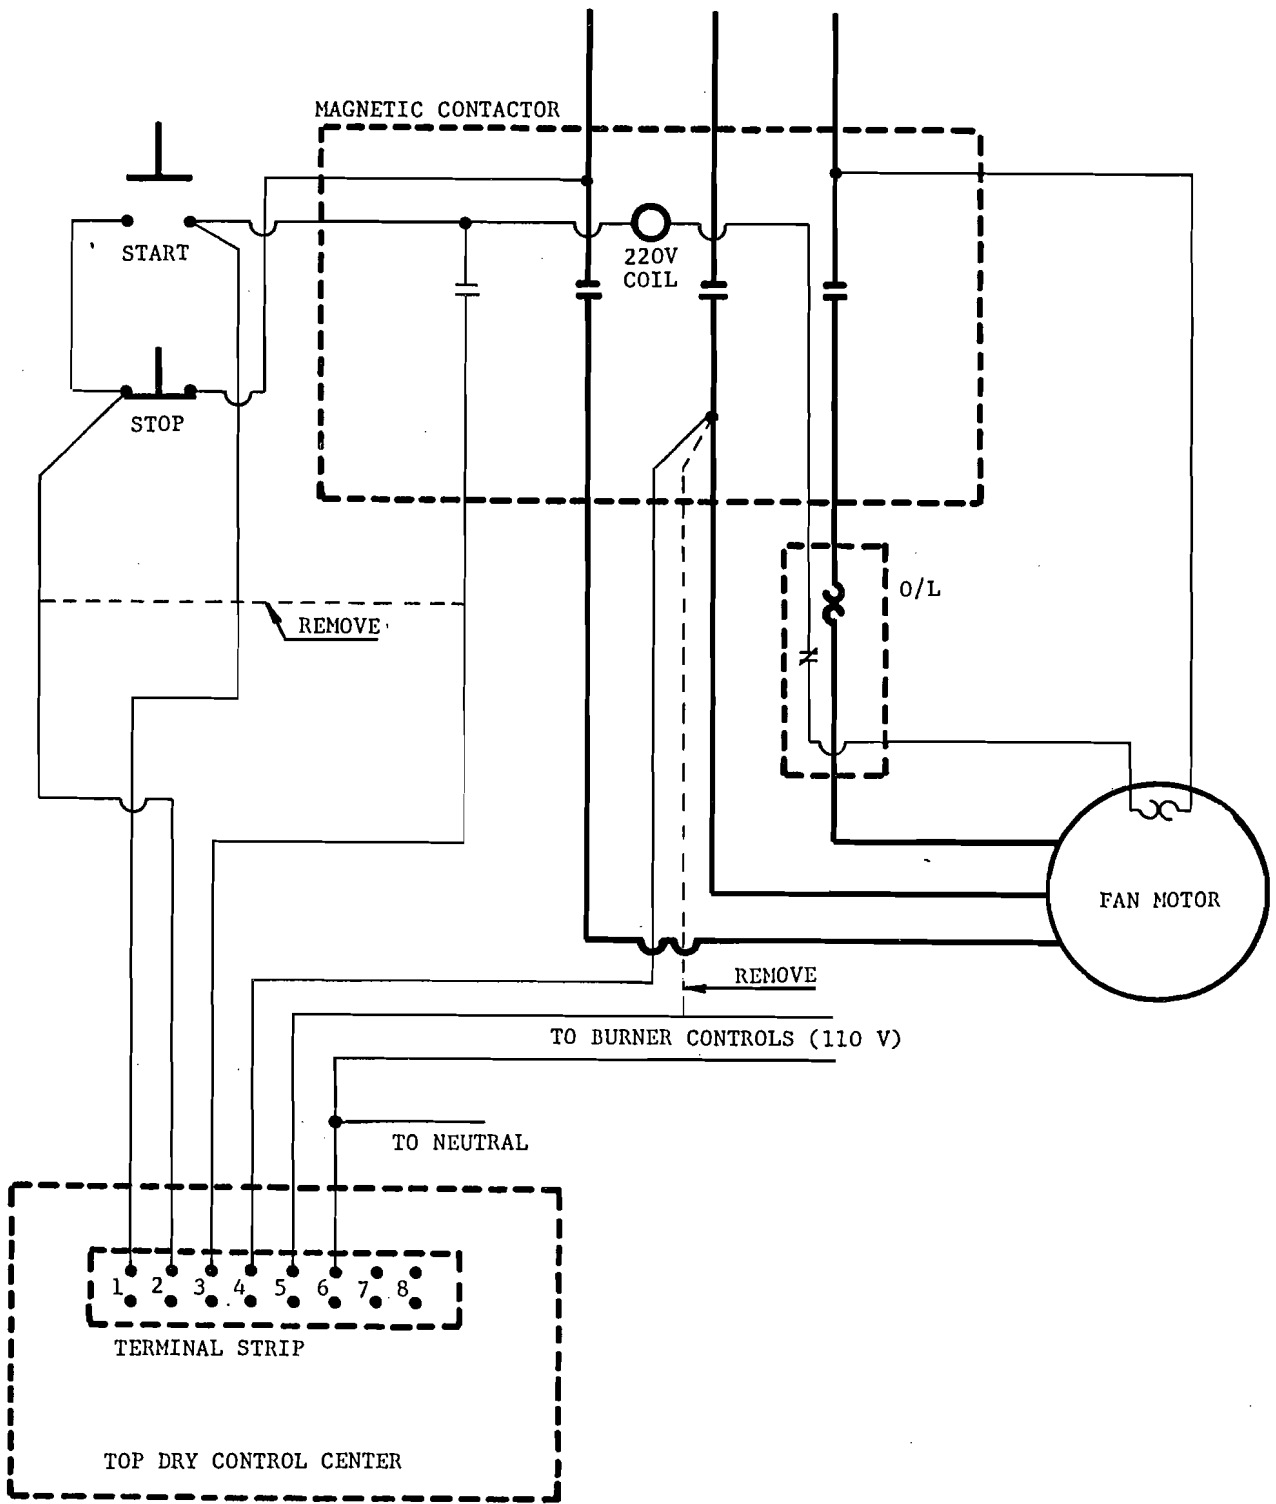 MAGNETIC CONTACTOR
START
220V
COIL
STOP
O/L
REMOVE
FAN MOTOR
REMOVE
TO BURNER CONTROLS (110 V)
TO NEUTRAL
1 2 3 4 5 6 7 8
TERMINAL STRIP
TOP DRY CONTROL CENTER